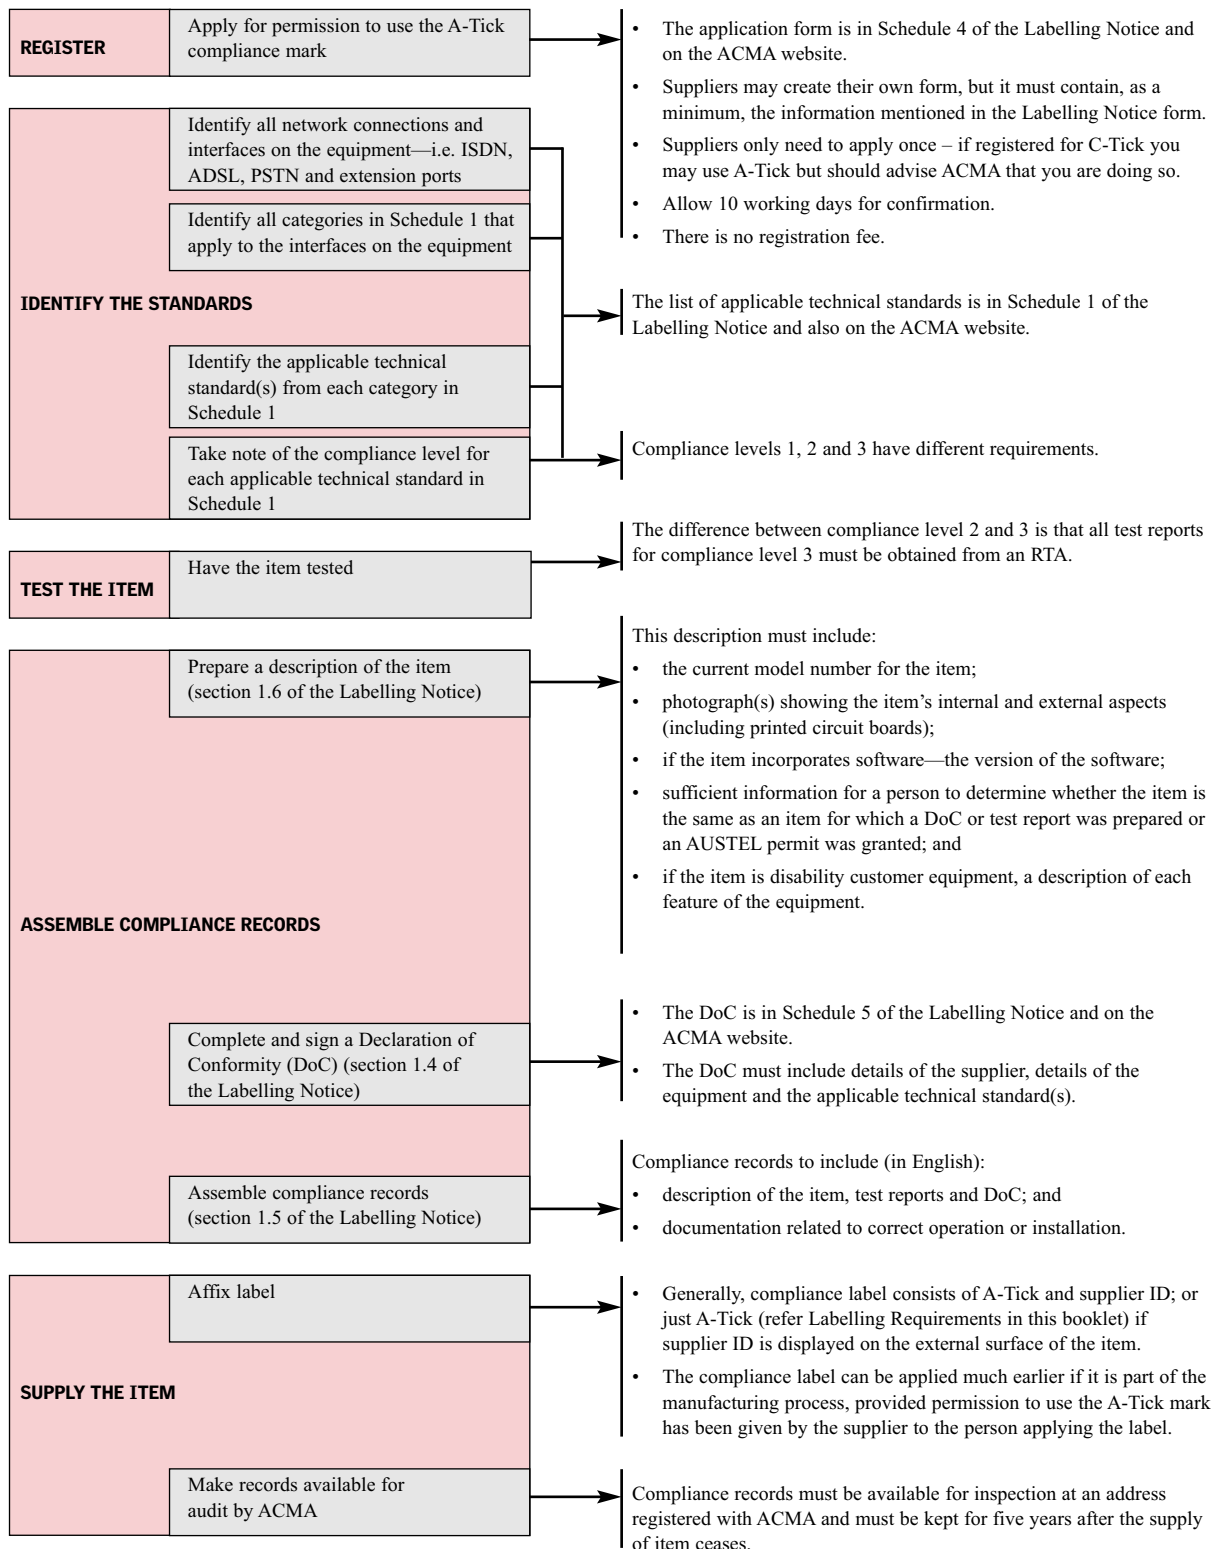 REGISTER
Apply for permission to use the A-Tick
compliance mark
•	The application form is in Schedule 4 of the Labelling Notice and
on the ACMA website.
•	Suppliers may create their own form, but it must contain, as a
minimum, the information mentioned in the Labelling Notice form.
•	Suppliers only need to apply once – if registered for C-Tick you
may use A-Tick but should advise ACMA that you are doing so.
•	Allow 10 working days for confirmation.
•	There is no registration fee.
IDENTIFY THE STANDARDS
Identify all network connections and
interfaces on the equipment—i.e. ISDN,
ADSL, PSTN and extension ports
Identify all categories in Schedule 1 that
apply to the interfaces on the equipment
The list of applicable technical standards is in Schedule 1 of the
Labelling Notice and also on the ACMA website.
Identify the applicable technical
standard(s) from each category in
Schedule 1
Take note of the compliance level for
each applicable technical standard in
Schedule 1
Compliance levels 1, 2 and 3 have different requirements.
TEST THE ITEM
Have the item tested
The difference between compliance level 2 and 3 is that all test reports
for compliance level 3 must be obtained from an RTA.
ASSEMBLE COMPLIANCE RECORDS
Prepare a description of the item
(section 1.6 of the Labelling Notice)
This description must include:
•	the current model number for the item;
•	photograph(s) showing the item’s internal and external aspects
(including printed circuit boards);
•	if the item incorporates software—the version of the software;
•	sufficient information for a person to determine whether the item is
the same as an item for which a DoC or test report was prepared or
an AUSTEL permit was granted; and
•	if the item is disability customer equipment, a description of each
feature of the equipment.
Complete and sign a Declaration of
Conformity (DoC) (section 1.4 of
the Labelling Notice)
•	The DoC is in Schedule 5 of the Labelling Notice and on the
ACMA website.
•	The DoC must include details of the supplier, details of the
equipment and the applicable technical standard(s).
Assemble compliance records
(section 1.5 of the Labelling Notice)
Compliance records to include (in English):
•	description of the item, test reports and DoC; and
•	documentation related to correct operation or installation.
SUPPLY THE ITEM
Affix label
•	Generally, compliance label consists of A-Tick and supplier ID; or
just A-Tick (refer Labelling Requirements in this booklet) if
supplier ID is displayed on the external surface of the item.
•	The compliance label can be applied much earlier if it is part of the
manufacturing process, provided permission to use the A-Tick mark
has been given by the supplier to the person applying the label.
Make records available for
audit by ACMA
Compliance records must be available for inspection at an address
registered with ACMA and must be kept for five years after the supply
of item ceases.